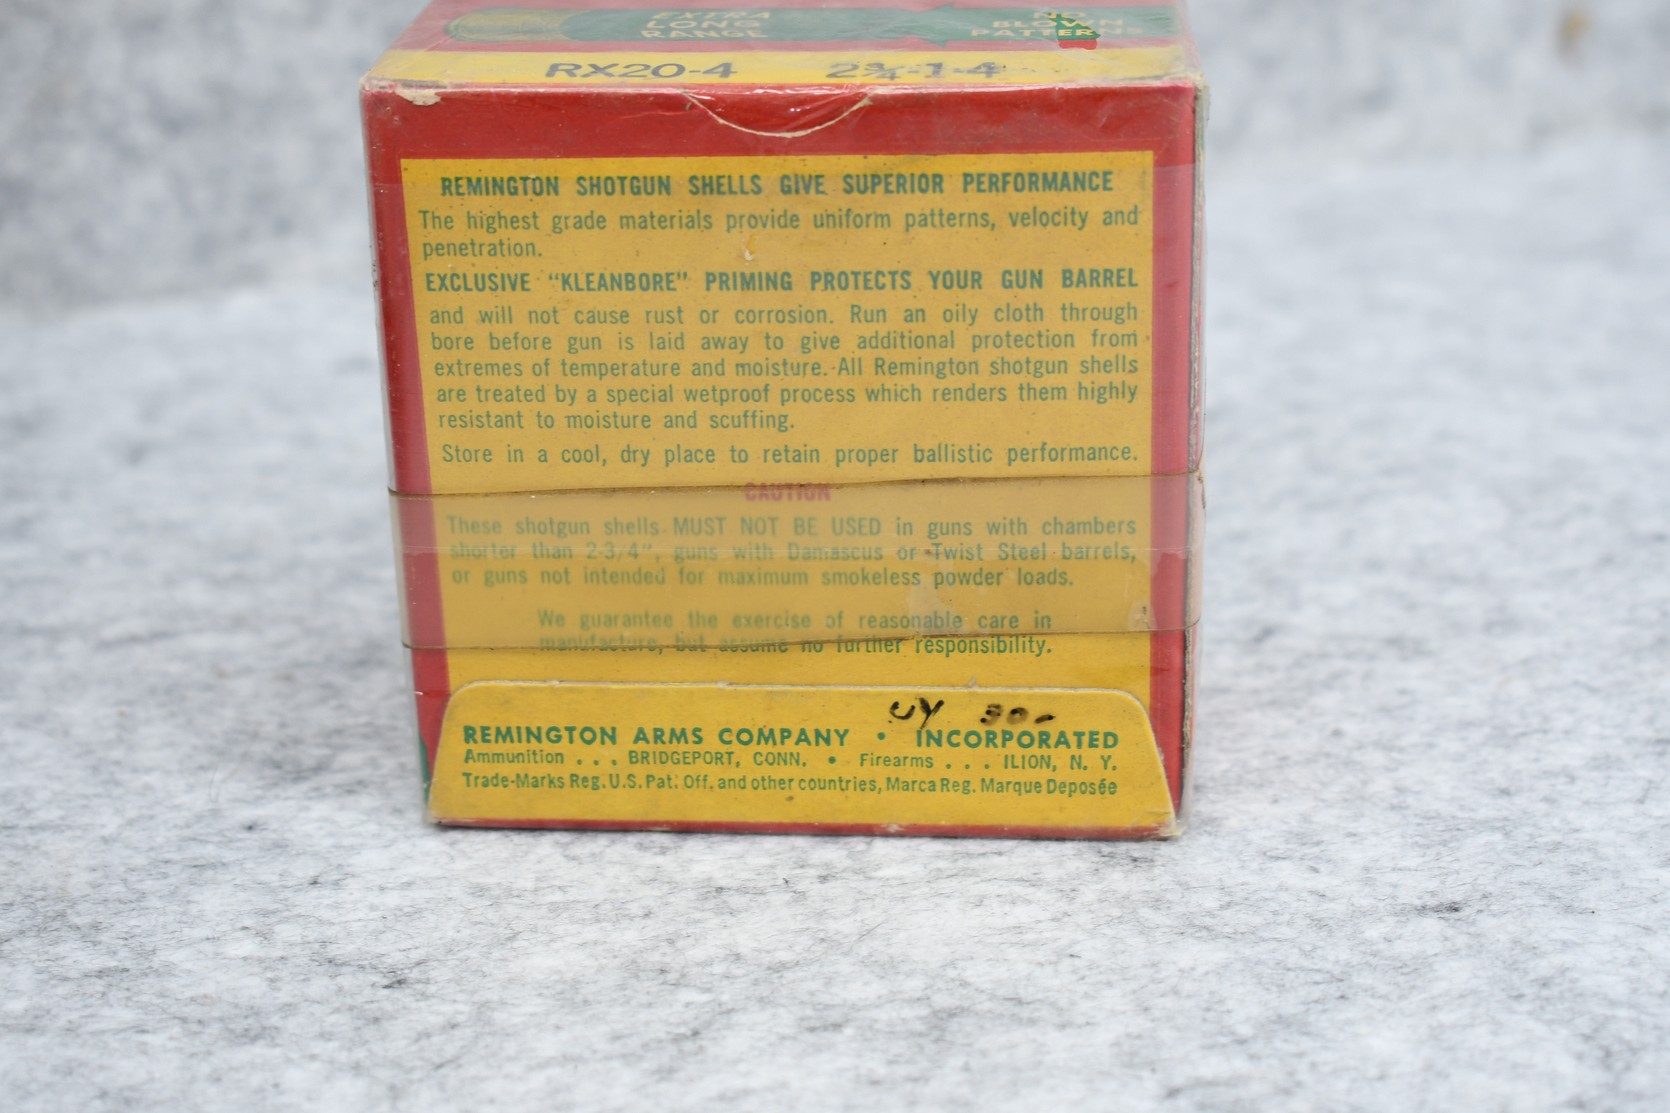 EXTRA
LONG
RANGE
NO
BLOWN
PATTERNS
RX20-4 2¾-1-4
REMINGTON SHOTGUN SHELLS GIVE SUPERIOR PERFORMANCE
The highest grade materials provide uniform patterns, velocity and
penetration.
EXCLUSIVE "KLEANBORE" PRIMING PROTECTS YOUR GUN BARREL
and will not cause rust or corrosion. Run an oily cloth through
bore before gun is laid away to give additional protection from
extremes of temperature and moisture. All Remington shotgun shells
are treated by a special wetproof process which renders them highly
resistant to moisture and scuffing.
Store in a cool, dry place to retain proper ballistic performance.
CAUTION
These shotgun shells MUST NOT BE USED in guns with chambers
shorter than 2-3/4", guns with Damascus or Twist Steel barrels,
or guns not intended for maximum smokeless powder loads.
We guarantee the exercise of reasonable care in
manufacture, but assume no further responsibility.
REMINGTON ARMS COMPANY • INCORPORATED
Ammunition . . . BRIDGEPORT, CONN. • Firearms . . . ILION, N. Y.
Trade-Marks Reg. U.S. Pat. Off. and other countries, Marca Reg. Marque Deposée